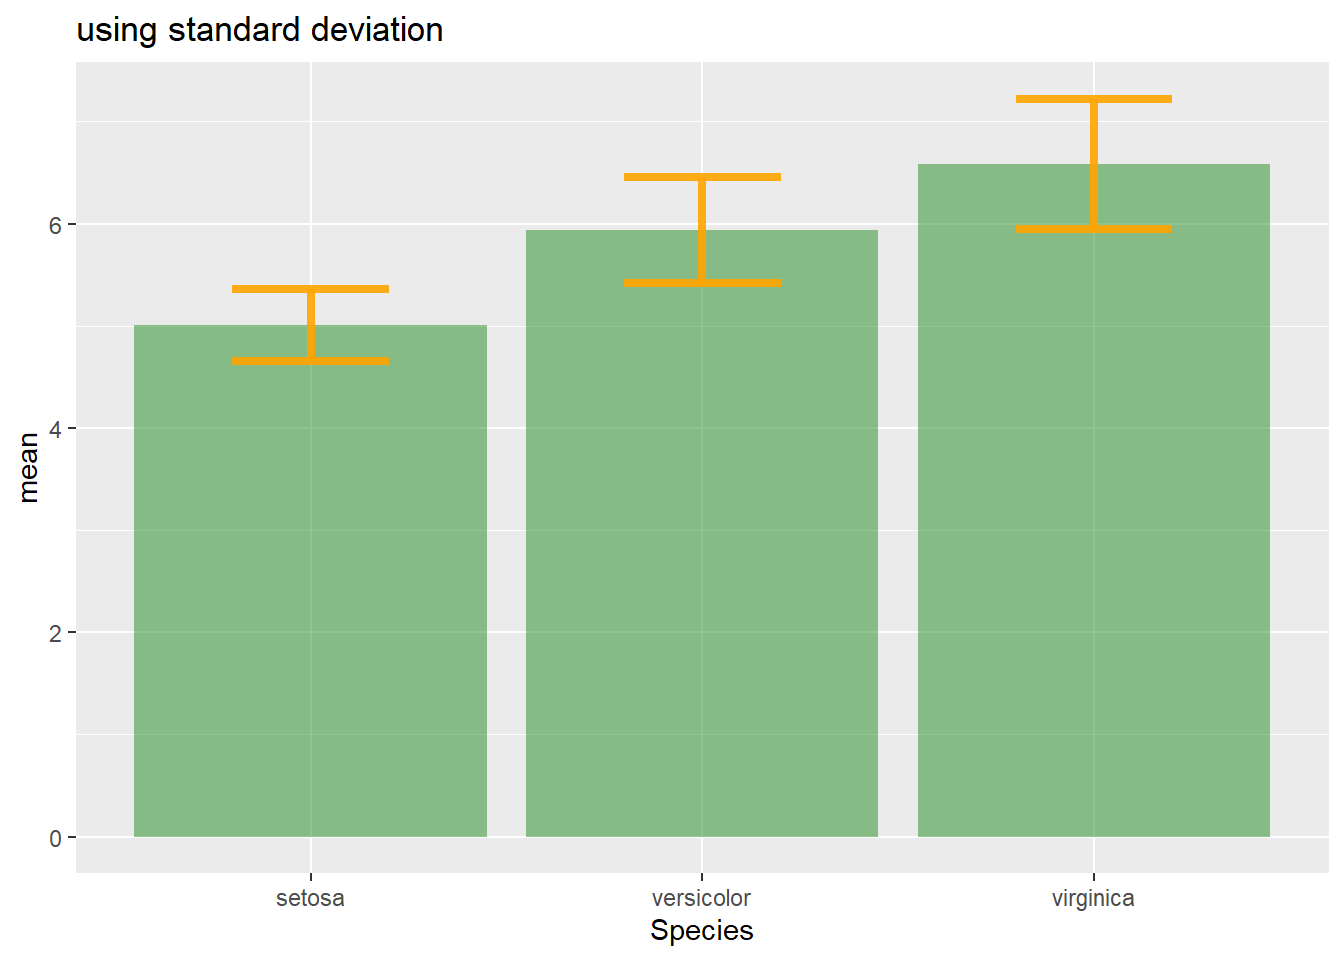 using standard deviation
mean
6
4
2
0
setosa
versicolor
virginica
Species